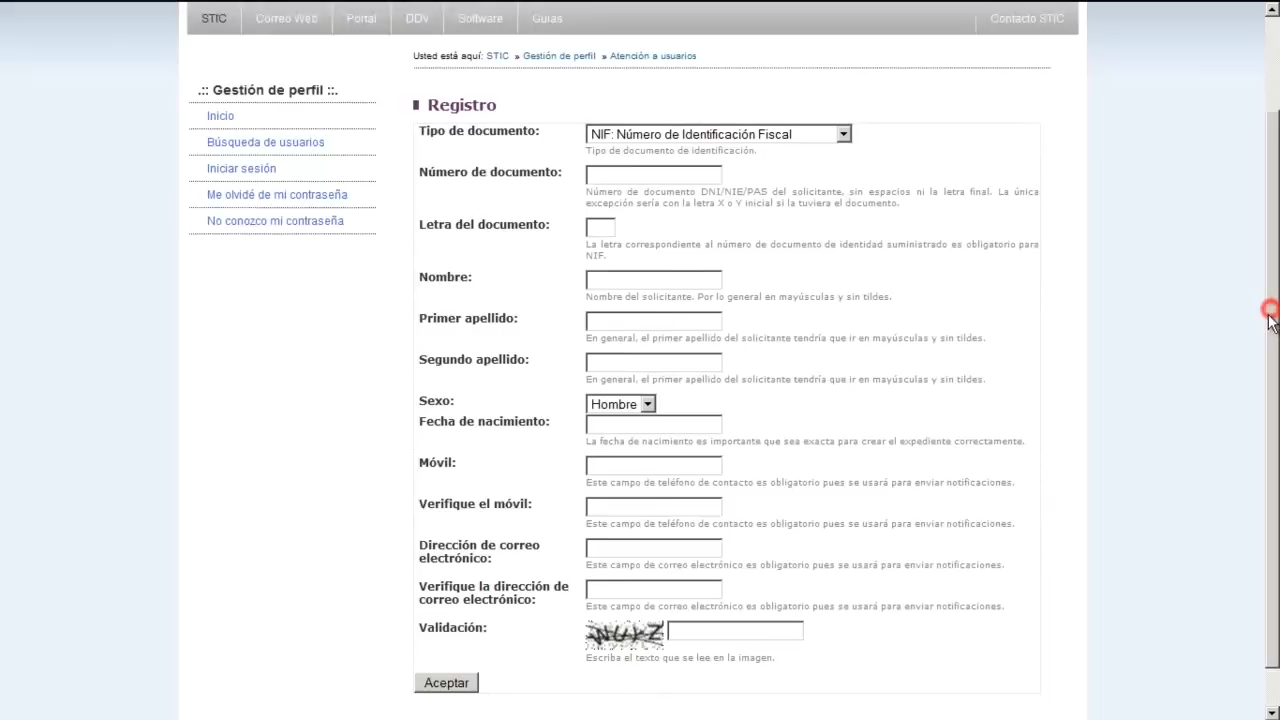 STIC Correo Web Portal DDV Software Guías Contacto STIC
Usted está aquí: STIC » Gestión de perfil » Atención a usuarios
.:: Gestión de perfil ::.
Inicio
Búsqueda de usuarios
Iniciar sesión
Me olvidé de mi contraseña
No conozco mi contraseña
Registro
Tipo de documento: NIF: Número de Identificación Fiscal
Tipo de documento de identificación.
Número de documento:
Número de documento DNI/NIE/PAS del solicitante, sin espacios ni la letra final. La única
excepción sería con la letra X o Y inicial si la tuviera el documento.
Letra del documento:
La letra correspondiente al número de documento de identidad suministrado es obligatorio para
NIF.
Nombre:
Nombre del solicitante. Por lo general en mayúsculas y sin tildes.
Primer apellido:
En general, el primer apellido del solicitante tendría que ir en mayúsculas y sin tildes.
Segundo apellido:
En general, el primer apellido del solicitante tendría que ir en mayúsculas y sin tildes.
Sexo: Hombre
Fecha de nacimiento:
La fecha de nacimiento es importante que sea exacta para crear el expediente correctamente.
Móvil:
Este campo de teléfono de contacto es obligatorio pues se usará para enviar notificaciones.
Verifique el móvil:
Este campo de teléfono de contacto es obligatorio pues se usará para enviar notificaciones.
Dirección de correo
electrónico:
Este campo de correo electrónico es obligatorio pues se usará para enviar notificaciones.
Verifique la dirección de
correo electrónico:
Este campo de correo electrónico es obligatorio pues se usará para enviar notificaciones.
Validación:
Escriba el texto que se lee en la imagen.
Aceptar